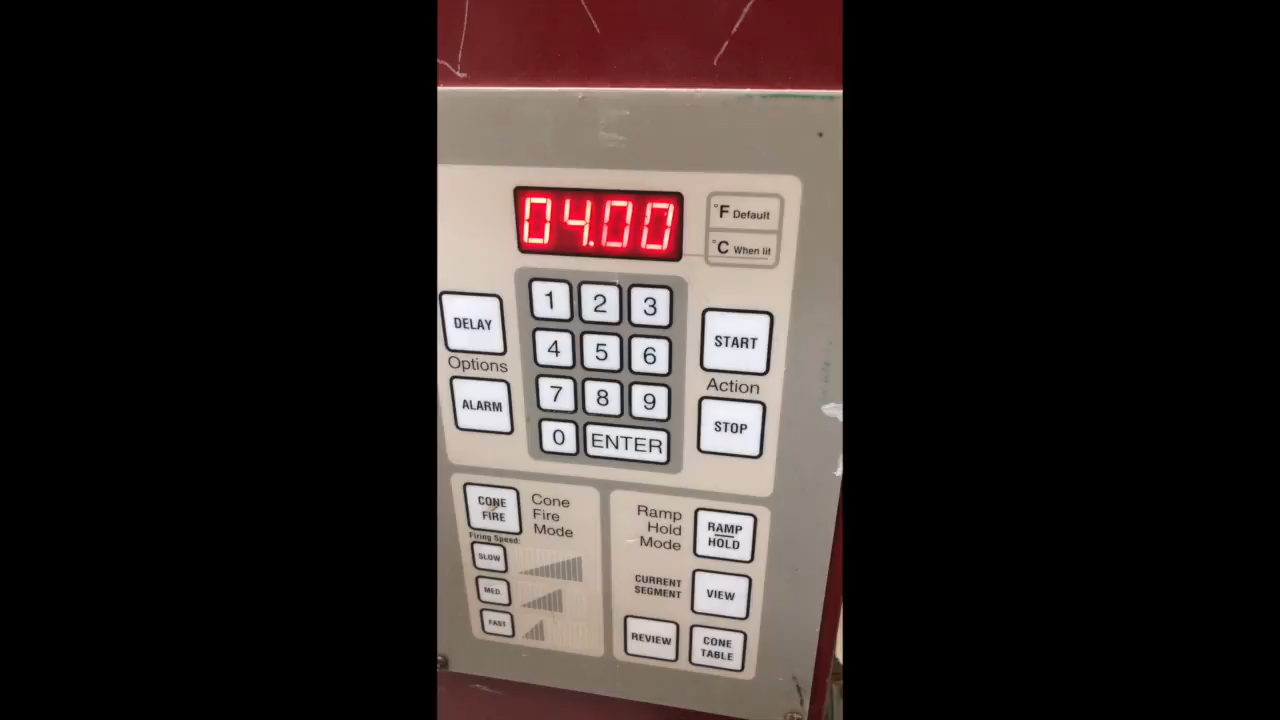 04.00
°F Default
°C When lit
1 2 3
DELAY
4 5 6
START
Options
Action
ALARM
7 8 9
STOP
0 ENTER
CONE
FIRE
Cone
Fire
Mode
Firing Speed:
SLOW
MED.
FAST
Ramp
Hold
Mode
RAMP
HOLD
CURRENT
SEGMENT
VIEW
REVIEW
CONE
TABLE